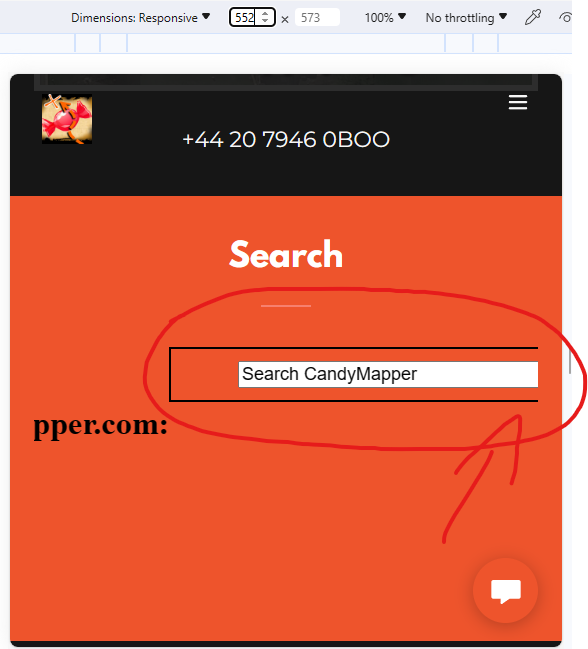 Dimensions: Responsive 552 × 573 100% No throttling
+44 20 7946 0BOO
Search
Search CandyMapper
pper.com: